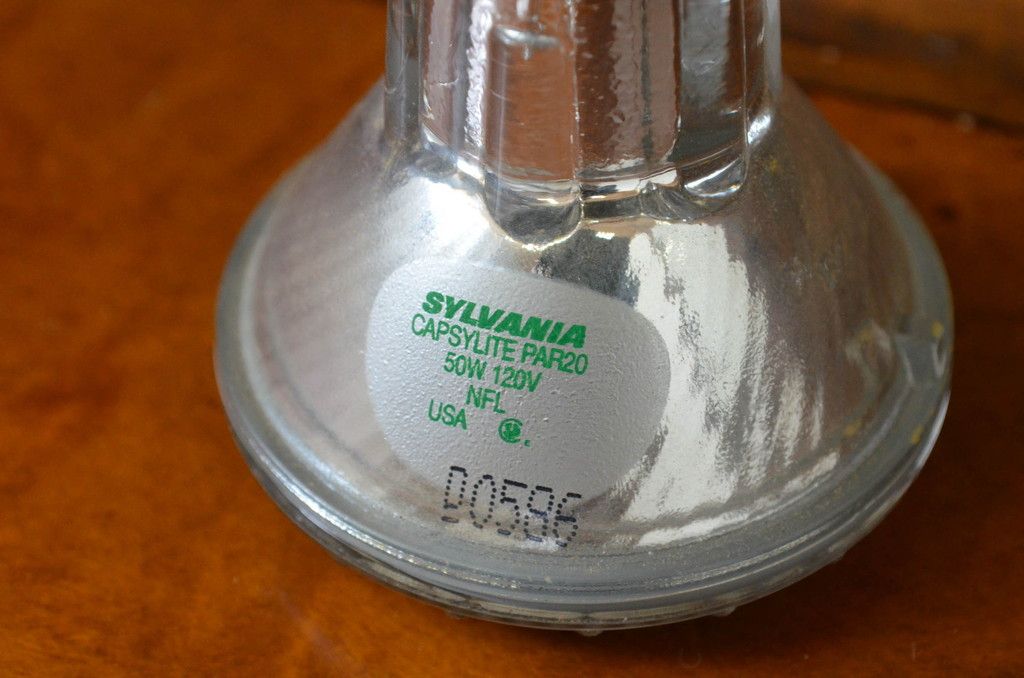 SYLVANIA
CAPSYLITE PAR20
50W 120V
NFL
USA
D0586